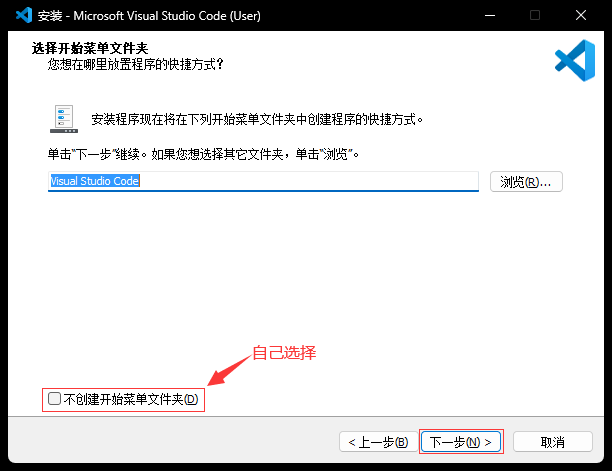 安装 - Microsoft Visual Studio Code (User)
选择开始菜单文件夹
您想在哪里放置程序的快捷方式？
安装程序现在将在下列开始菜单文件夹中创建程序的快捷方式。
单击“下一步”继续。如果您想选择其它文件夹，单击“浏览”。
Visual Studio Code
浏览(R)...
自己选择
不创建开始菜单文件夹(D)
< 上一步(B)
下一步(N) >
取消